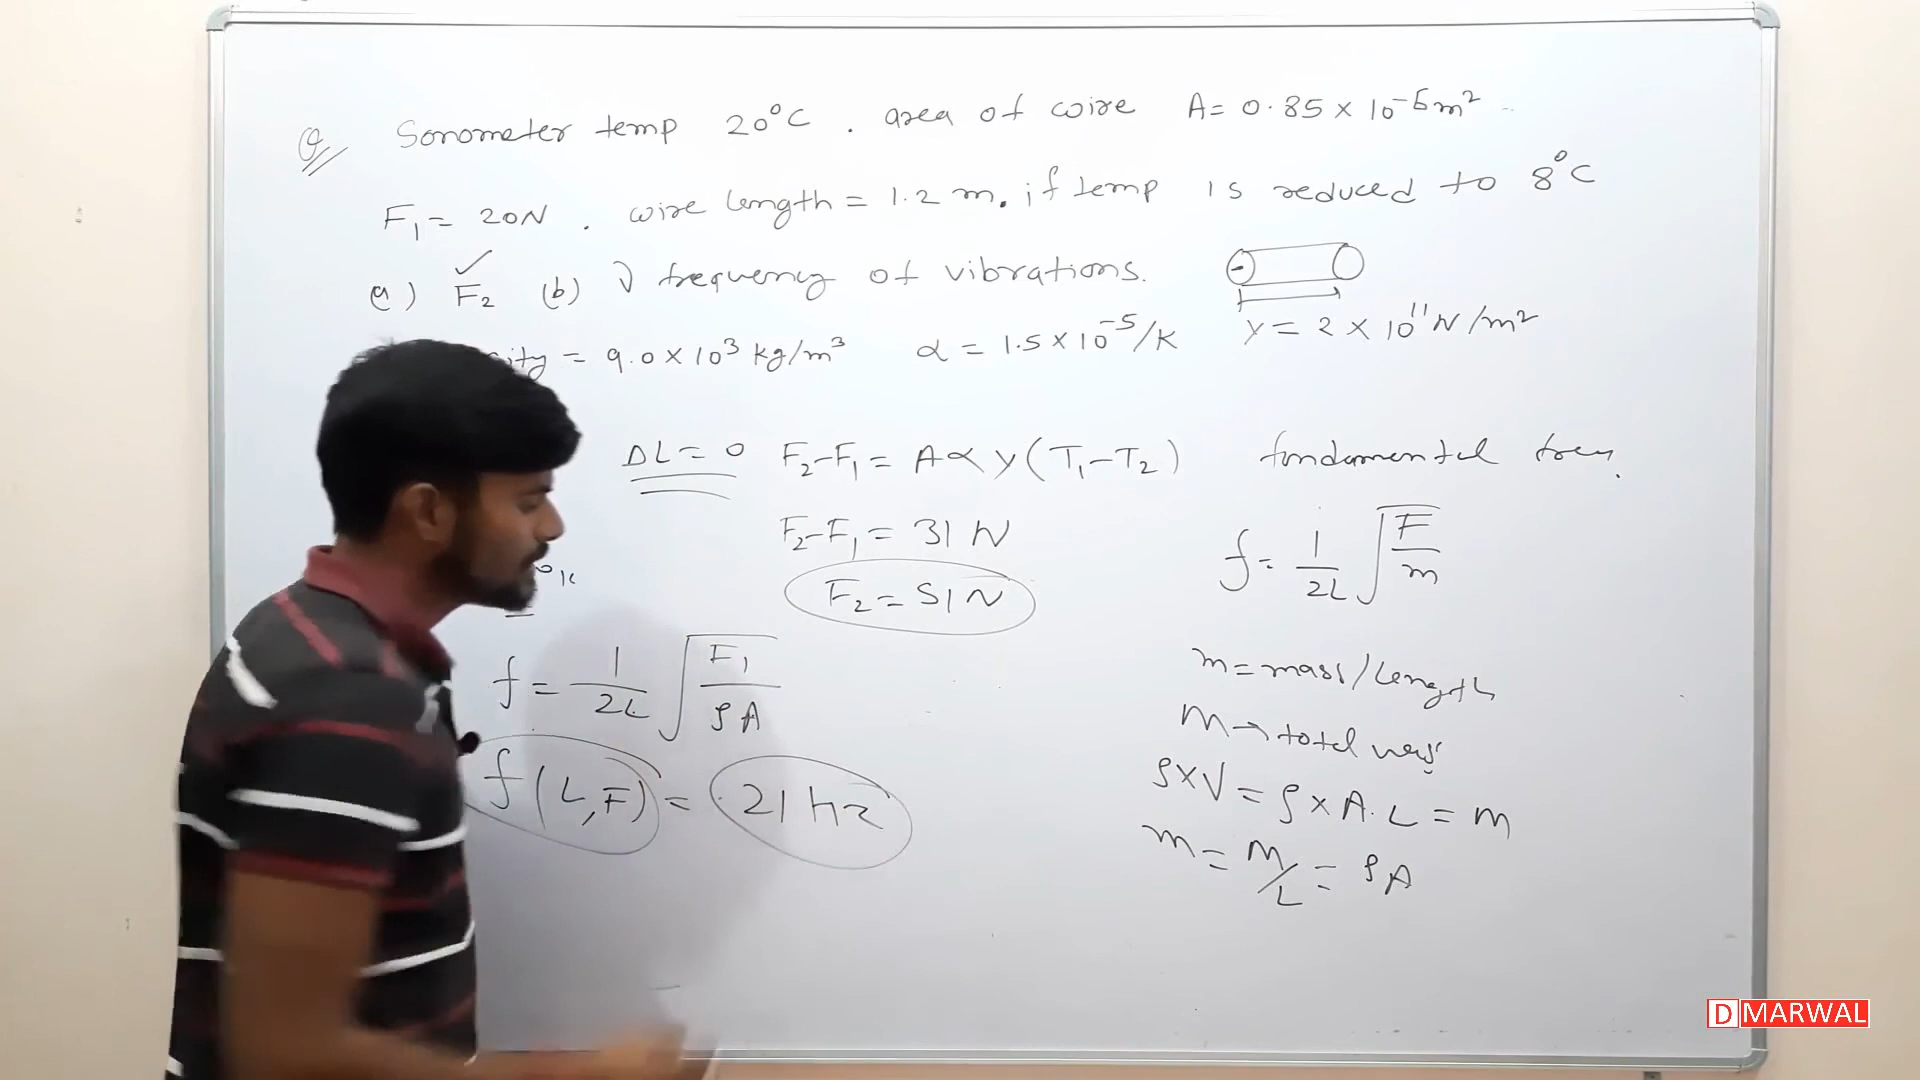 Q Sonometer temp 20°C . area of wire A = 0.85 × 10⁻⁶ m²
F₁ = 20N . wire length = 1.2 m. if temp is reduced to 8°C
(a) F₂ (b) ν frequency of vibrations.
sity = 9.0 × 10³ kg/m³ α = 1.5 × 10⁻⁵/K Y = 2 × 10¹¹ N/m²
ΔL = 0 F₂-F₁ = Aα Y (T₁-T₂)
F₂-F₁ = 31 N
F₂ = 51 N
°K
f = 1/2L √(F₁/ρA)
f (L,F) = 21 hz
fundamental freq.
f = 1/2L √(F/m)
m = mass/Length
M → total mass
ρ×V = ρ × A.L = M
m = M/L = ρA
D MARWAL